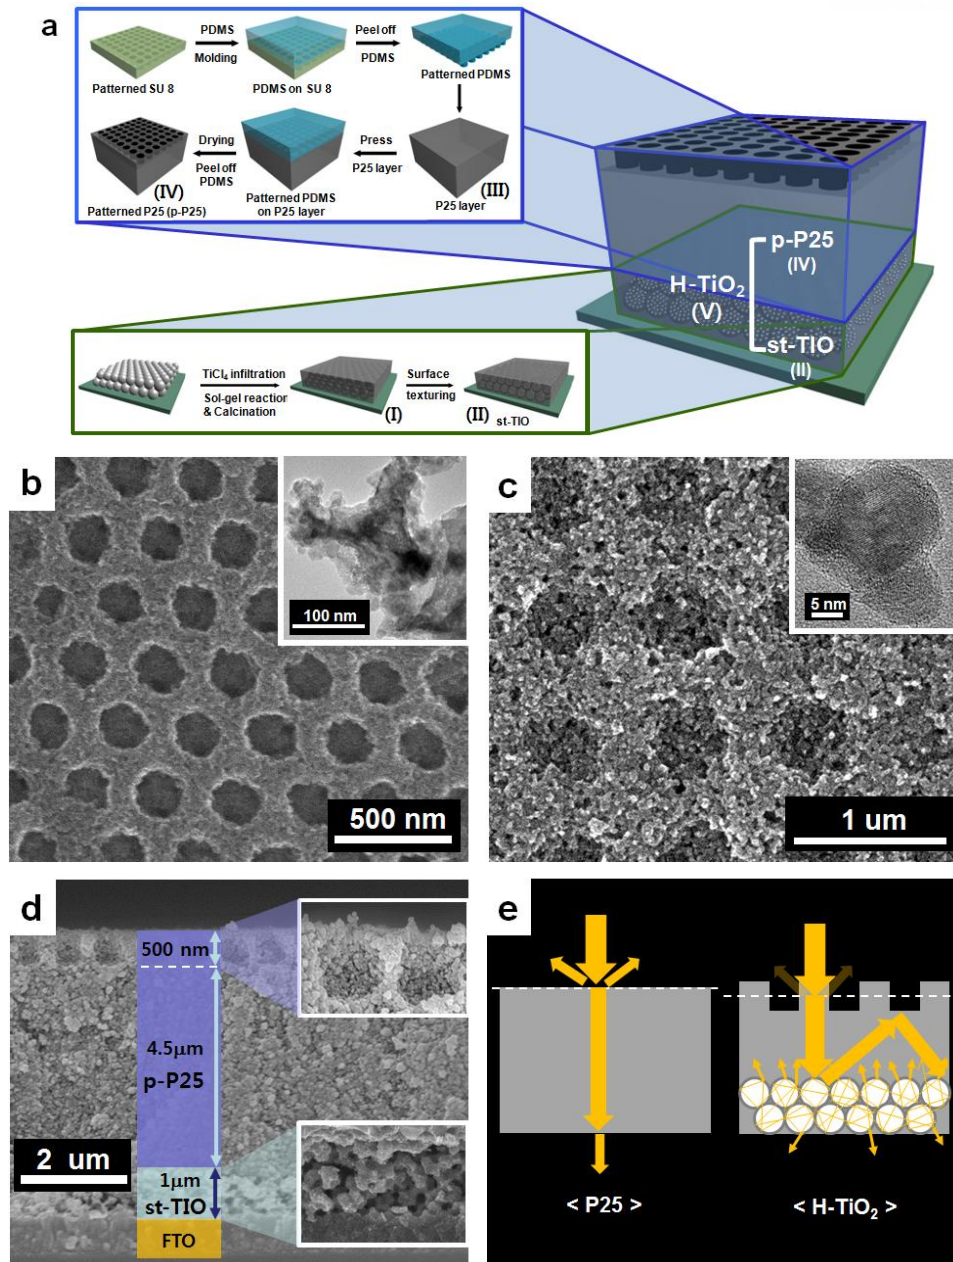 a
PDMS
Molding
Peel off
PDMS
Patterned SU 8
PDMS on SU 8
Patterned PDMS
Drying
Peel off
PDMS
Press
P25 layer
(IV)
Patterned P25 (p-P25)
Patterned PDMS
on P25 layer
(III)
P25 layer
p-P25
(IV)
H-TiO2
(V)
st-TIO
(II)
TiCl4 infiltration
Sol-gel reaction
& Calcination
(I)
Surface
texturing
(II)
st-TIO
b
100 nm
500 nm
c
5 nm
1 um
d
500 nm
4.5μm
p-P25
2 um
1μm
st-TIO
FTO
e
< P25 >
< H-TiO2 >